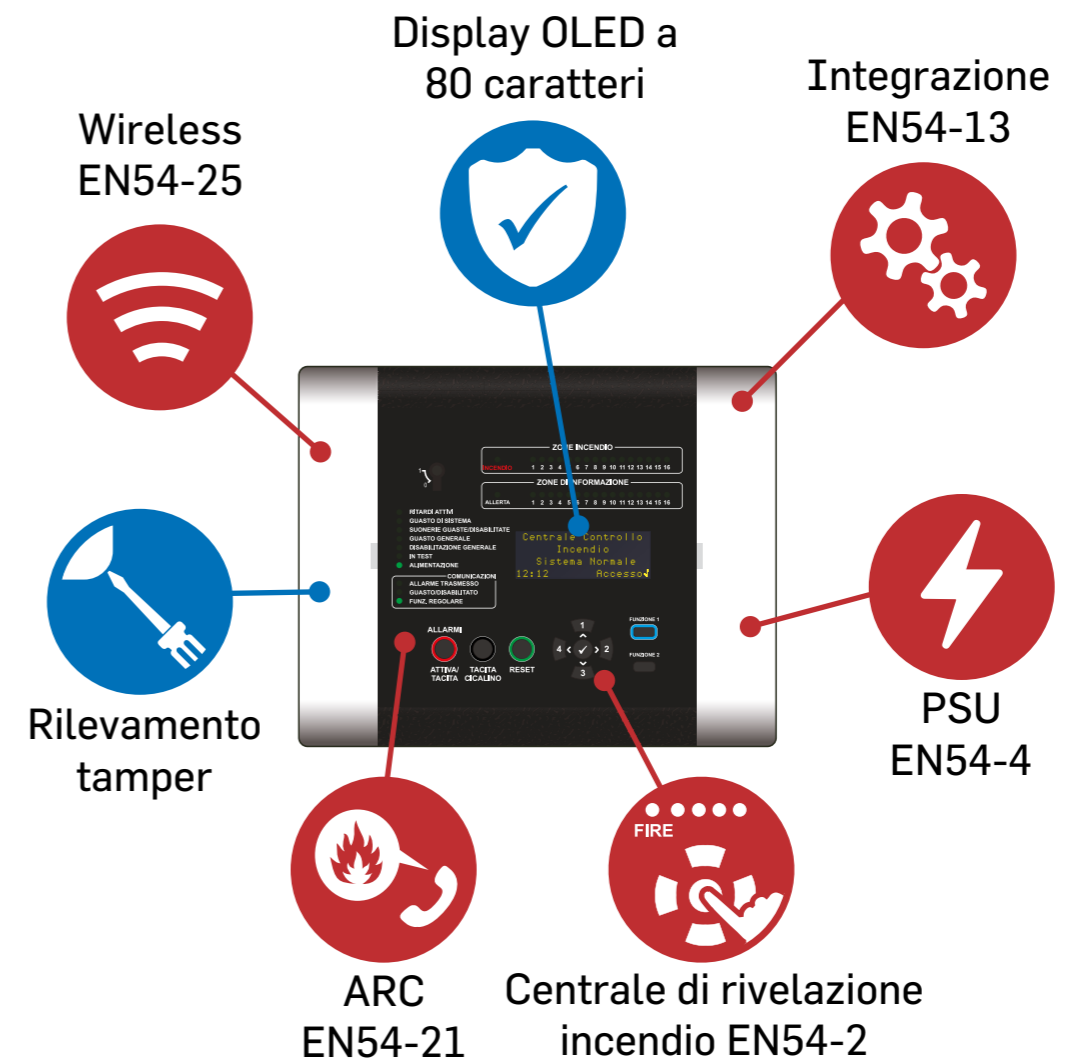 Display OLED a
80 caratteri
Integrazione
EN54-13
Wireless
EN54-25
ZONE INCENDIO
INCENDIO 1 2 3 4 5 6 7 8 9 10 11 12 13 14 15 16
ZONE DI INFORMAZIONE
ALLERTA 1 2 3 4 5 6 7 8 9 10 11 12 13 14 15 16
1
0
RITARDI ATTIVI
GUASTO DI SISTEMA
SUONERIE GUASTE/DISABILITATE
GUASTO GENERALE
DISABILITAZIONE GENERALE
IN TEST
ALIMENTAZIONE
Centrale Controllo
Incendio
Sistema Normale
12:12 Accesso✓
COMUNICAZIONI
ALLARME TRASMESSO
GUASTO/DISABILITATO
FUNZ. REGOLARE
ALLARMI
ATTIVA/
TACITA
TACITA
CICALINO
RESET
1
4 ✓ 2
3
FUNZIONE 1
FUNZIONE 2
Rilevamento
tamper
PSU
EN54-4
FIRE
ARC
EN54-21
Centrale di rivelazione
incendio EN54-2